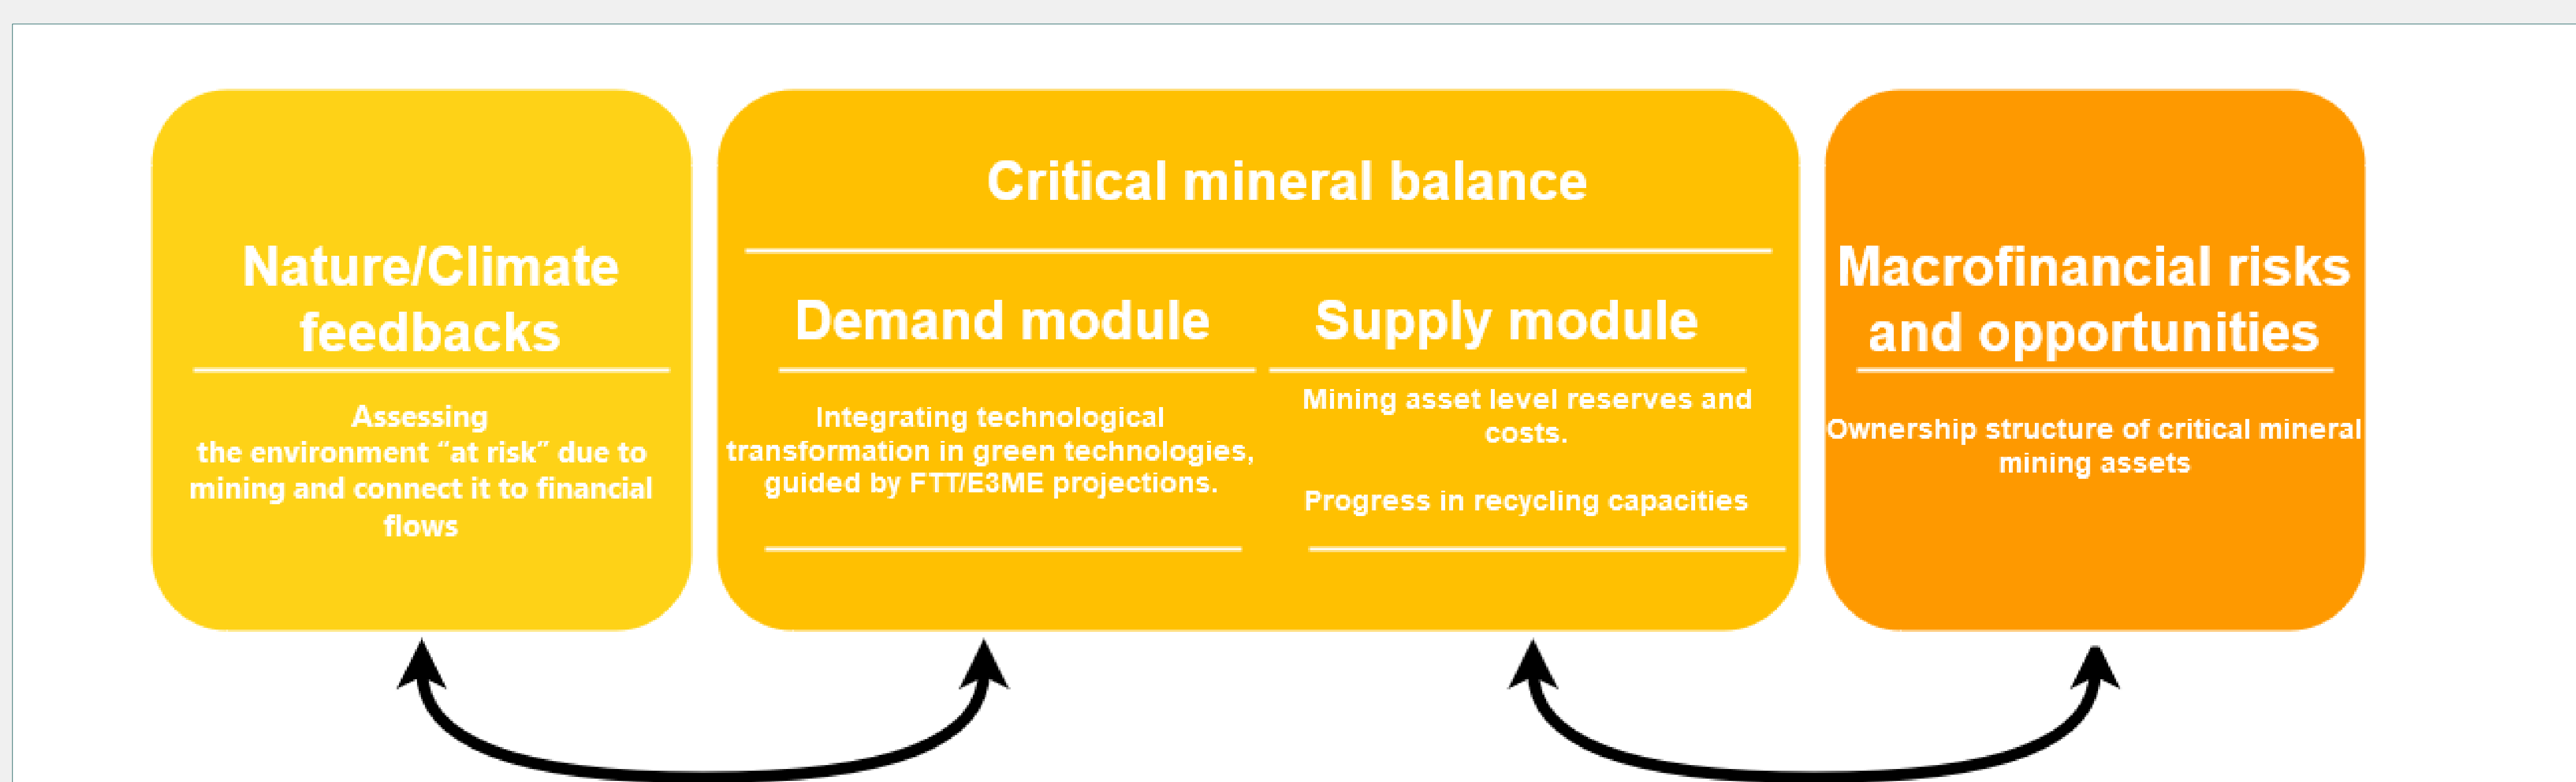 Nature/Climate
feedbacks
Assessing
the environment “at risk” due to
mining and connect it to financial
flows
Critical mineral balance
Demand module
Integrating technological
transformation in green technologies,
guided by FTT/E3ME projections.
Supply module
Mining asset level reserves and
costs.
Progress in recycling capacities
Macrofinancial risks
and opportunities
Ownership structure of critical mineral
mining assets